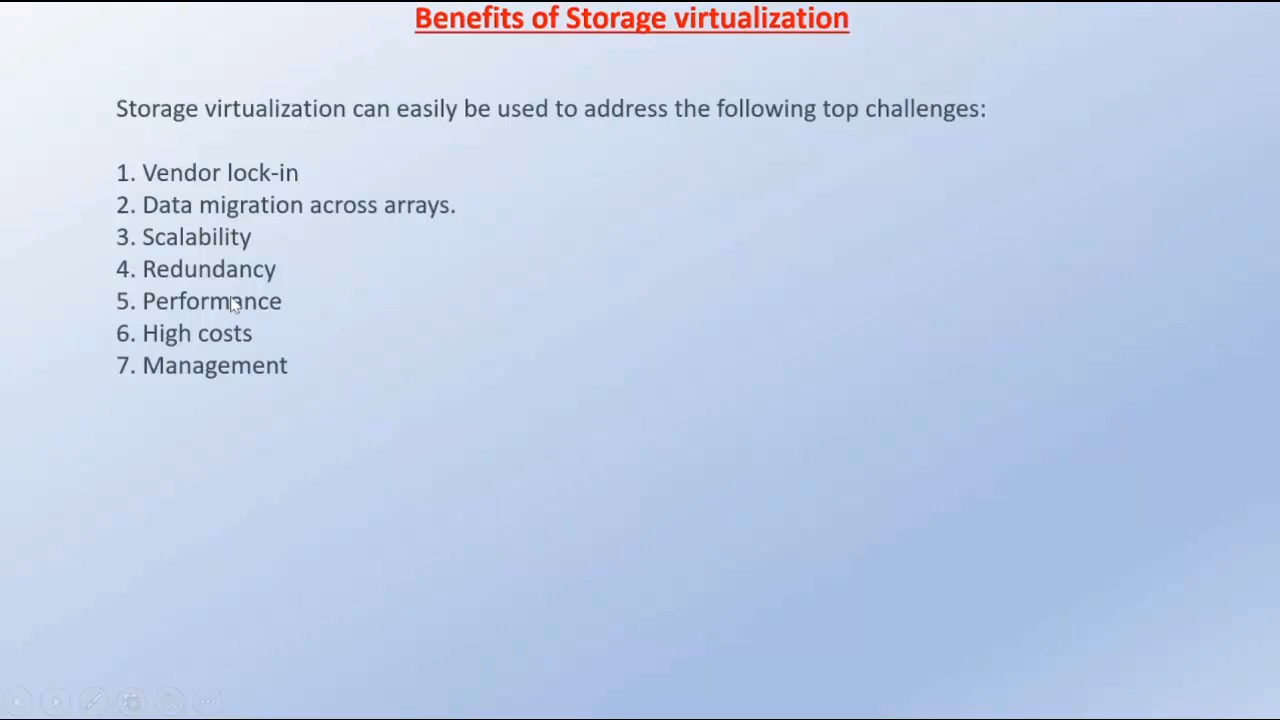 Benefits of Storage virtualization
Storage virtualization can easily be used to address the following top challenges:
1. Vendor lock-in
2. Data migration across arrays.
3. Scalability
4. Redundancy
5. Performance
6. High costs
7. Management